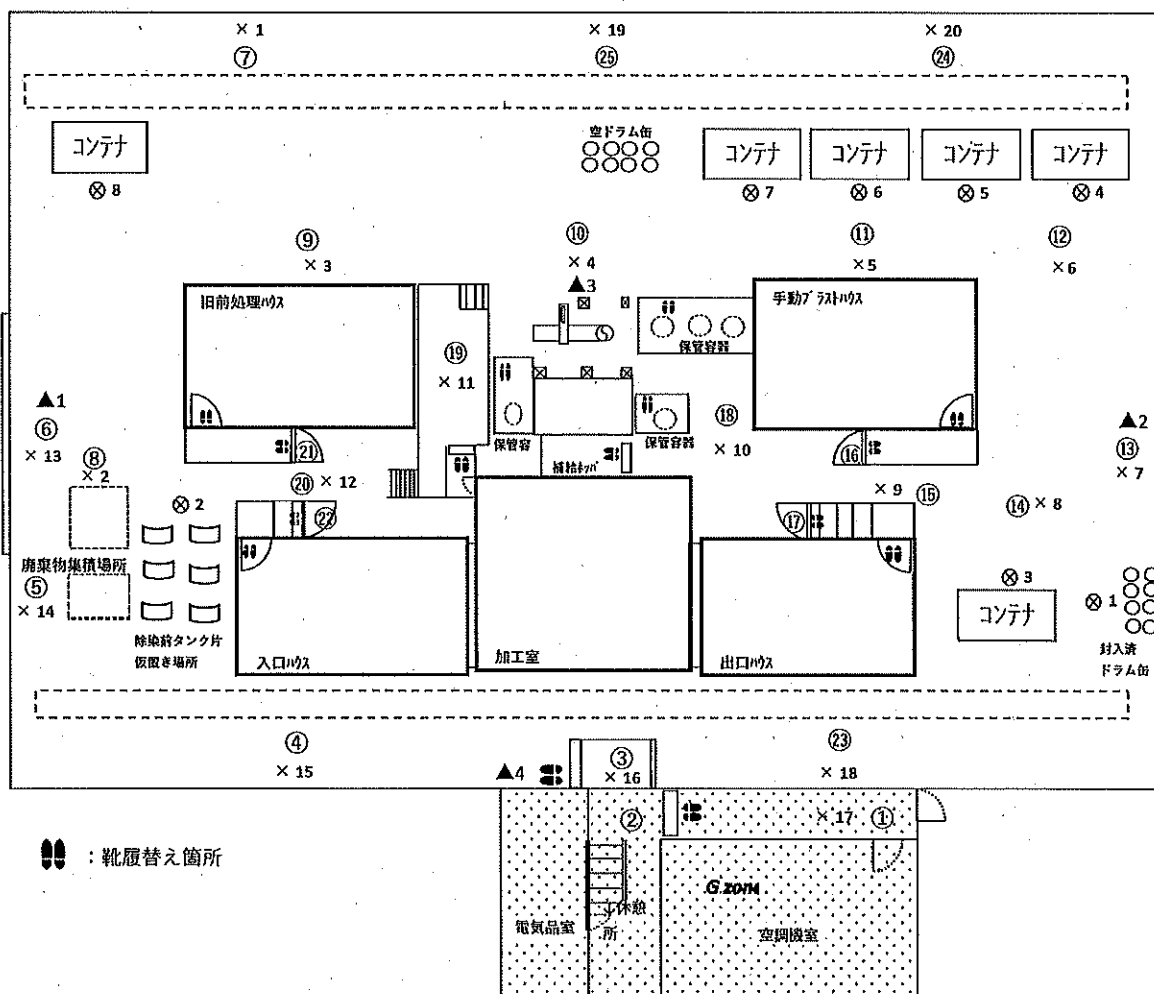 × 1
× 19
× 20
⑦
㉕
㉔
コンテナ
空ドラム缶
コンテナ
コンテナ
コンテナ
コンテナ
⊗ 8
⊗ 7
⊗ 6
⊗ 5
⊗ 4
⑨
⑩
⑪
⑫
× 3
× 4
× 5
× 6
▲3
旧前処理ハウス
手動ブラストハウス
保管容器
⑲
× 11
▲1
⑥
× 13
⑧
× 2
保管容
保管容器
⑱
× 10
▲2
⑬
× 7
㉑
⑯
補給ホッパ
⑳ × 12
× 9
⑮
⑭ × 8
⊗ 2
㉒
⑰
廃棄物集積場所
⑤
× 14
⊗ 3
⊗ 1
コンテナ
除染前タンク片
仮置き場所
入口ハウス
加工室
出口ハウス
封入済
ドラム缶
④
× 15
▲4
③
× 16
㉓
× 18
②
× 17
①
：靴履替え箇所
G zone
電気品室
休憩
所
空調機室